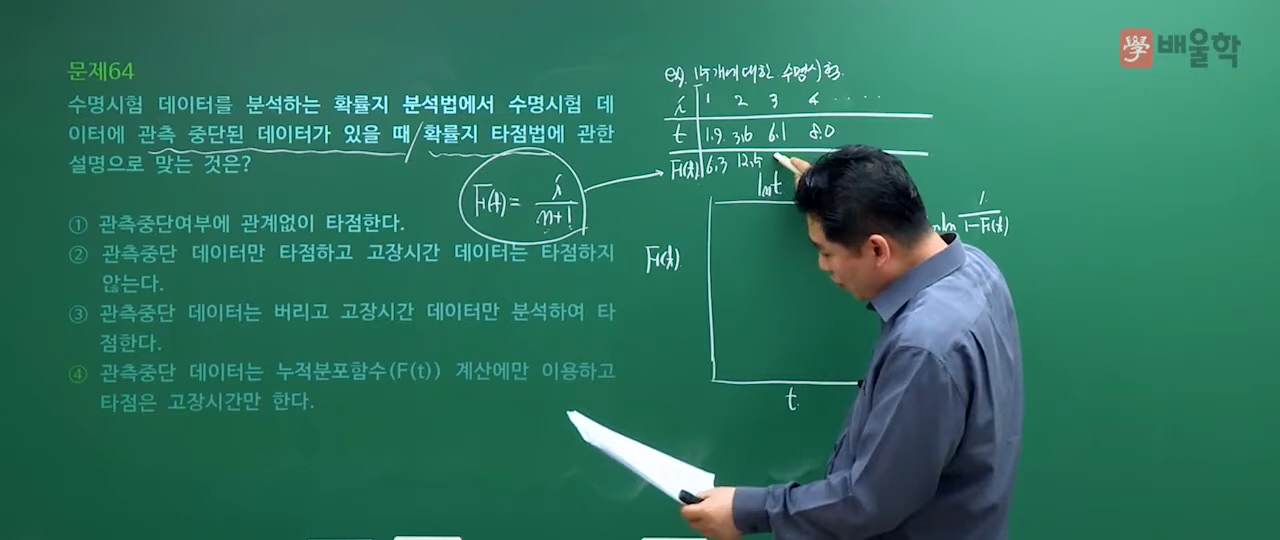 學 배울학
문제64
수명시험 데이터를 분석하는 확률지 분석법에서 수명시험 데
이터에 관측 중단된 데이터가 있을 때 확률지 타점법에 관한
설명으로 맞는 것은?
① 관측중단여부에 관계없이 타점한다.
② 관측중단 데이터만 타점하고 고장시간 데이터는 타점하지
않는다.
③ 관측중단 데이터는 버리고 고장시간 데이터만 분석하여 타
점한다.
④ 관측중단 데이터는 누적분포함수(F(t)) 계산에만 이용하고
타점은 고장시간만 한다.
F(t) = i/(n+1)
eg. 15개에 대한 수명시험.
i 1 2 3 4 ....
t 1.9 3.6 6.1 8.0
F(t) 6.3 12.5
ln t
F(t)
1/(1-F(t))
t.